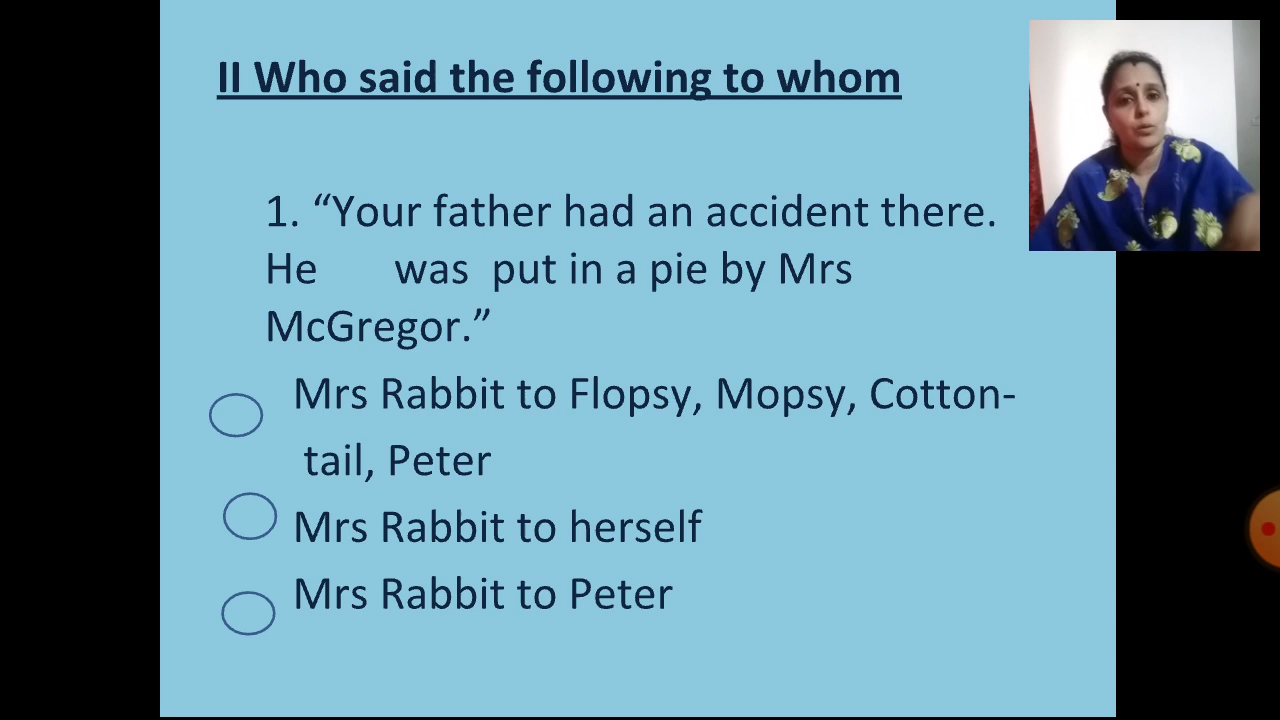 II Who said the following to whom
1. “Your father had an accident there.
He was put in a pie by Mrs
McGregor.”
Mrs Rabbit to Flopsy, Mopsy, Cotton-
tail, Peter
Mrs Rabbit to herself
Mrs Rabbit to Peter